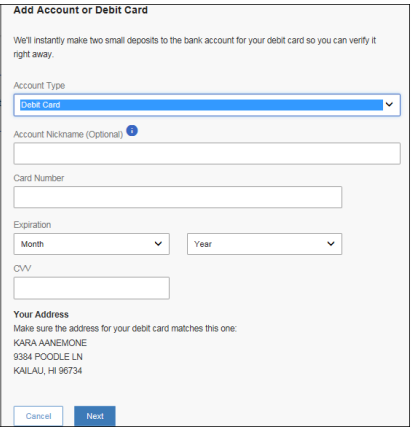 Add Account or Debit Card
We'll instantly make two small deposits to the bank account for your debit card so you can verify it
right away.
Account Type
Debit Card
Account Nickname (Optional) i
Card Number
Expiration
Month Year
CVV
Your Address
Make sure the address for your debit card matches this one:
KARA AANEMONE
9384 POODLE LN
KAILAU, HI 96734
Cancel Next